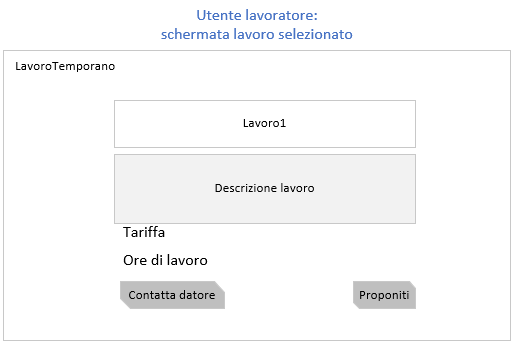 Utente lavoratore:
schermata lavoro selezionato
LavoroTemporano
Lavoro1
Descrizione lavoro
Tariffa
Ore di lavoro
Contatta datore
Proponiti